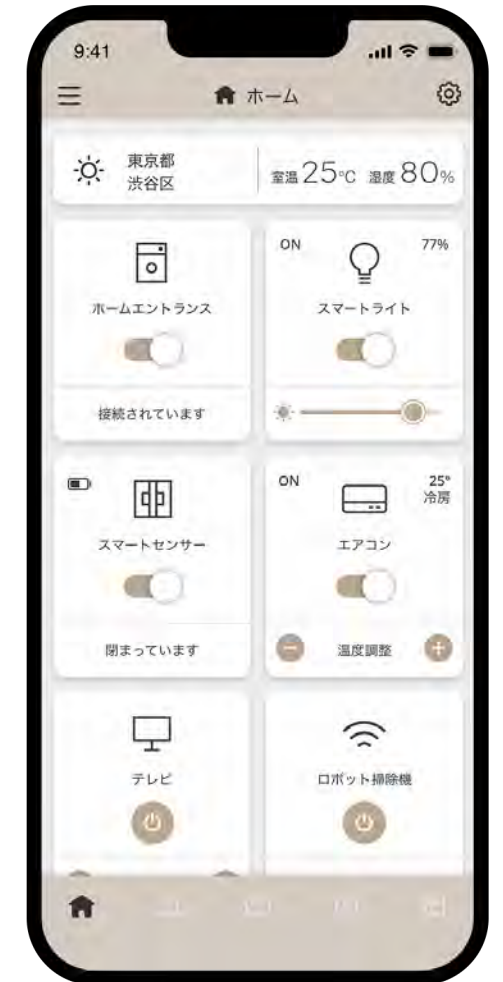 9:41
ホーム
東京都
渋谷区
室温25°C 湿度80%
ホームエントランス
接続されています
ON 77%
スマートライト
スマートセンサー
閉まっています
ON 25°
冷房
エアコン
温度調整
テレビ
ロボット掃除機